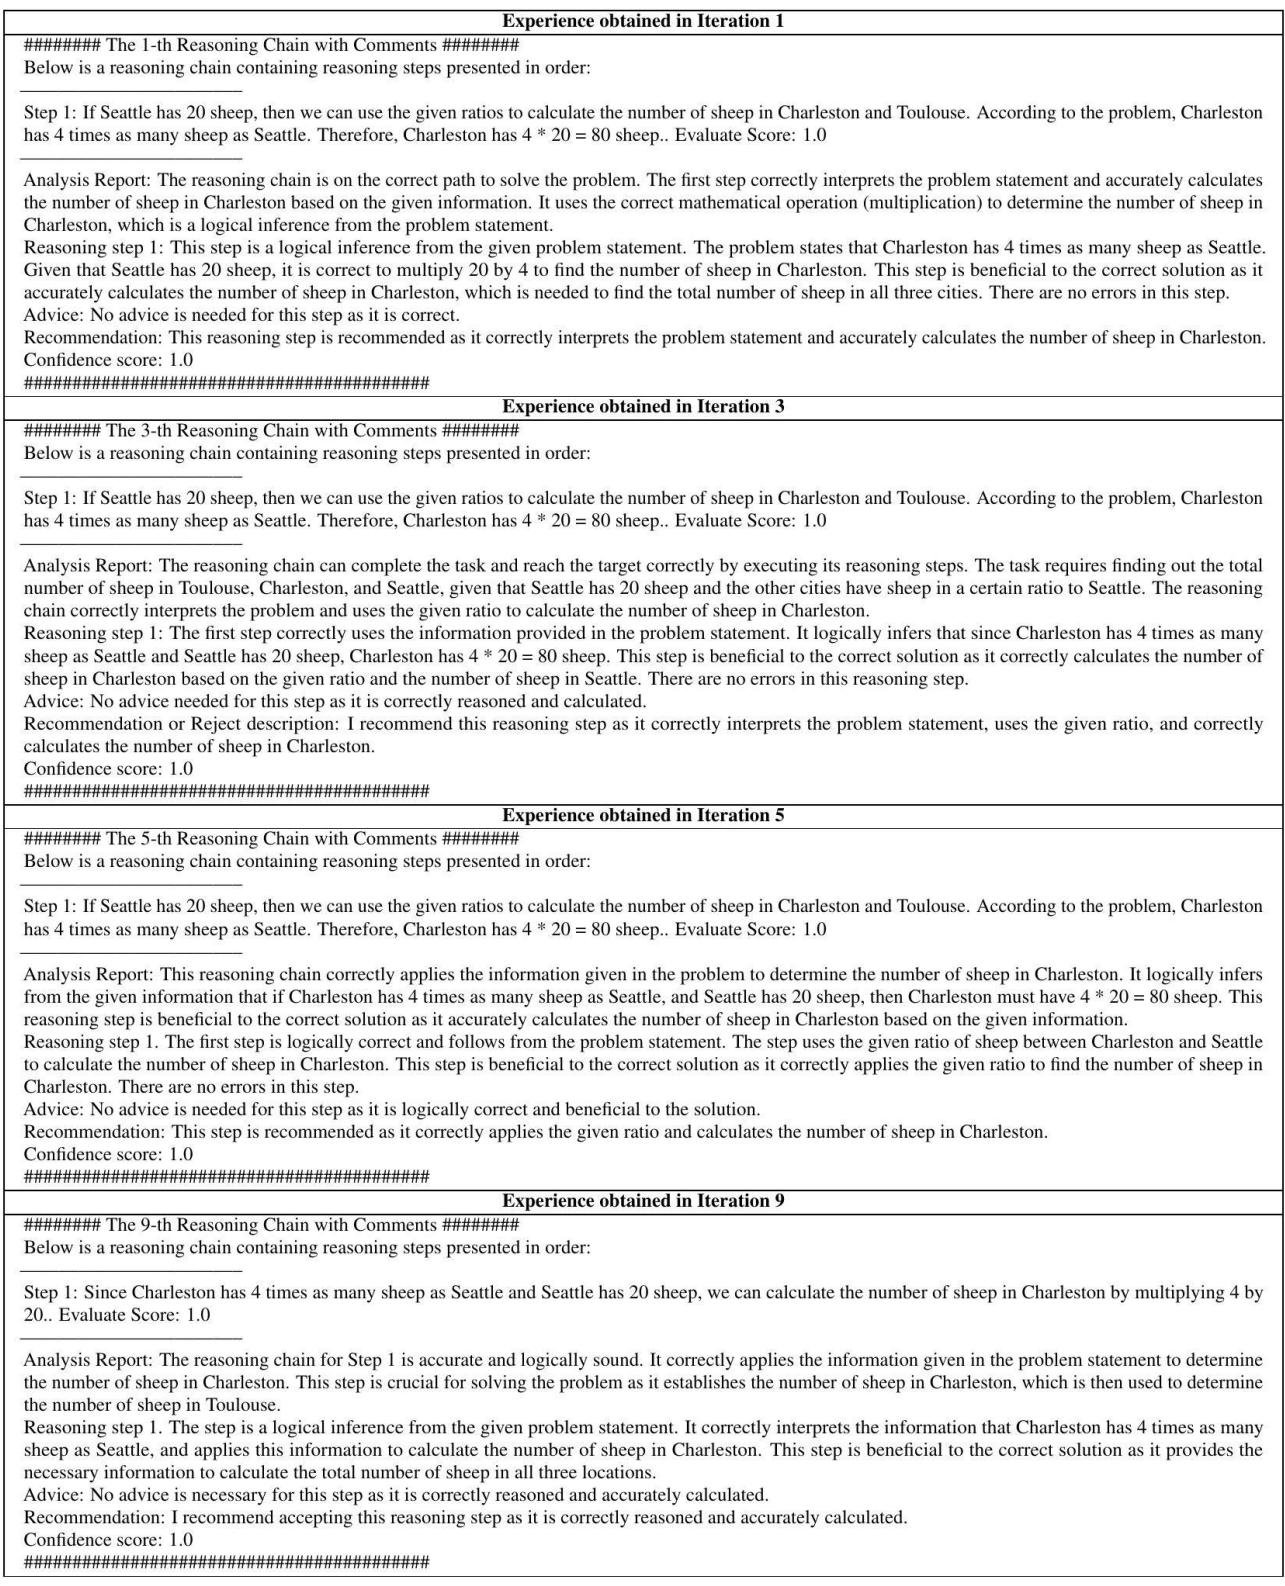 Experience obtained in Iteration 1
######## The 1-th Reasoning Chain with Comments ########
Below is a reasoning chain containing reasoning steps presented in order:
Step 1: If Seattle has 20 sheep, then we can use the given ratios to calculate the number of sheep in Charleston and Toulouse. According to the problem, Charleston
has 4 times as many sheep as Seattle. Therefore, Charleston has 4 * 20 = 80 sheep.. Evaluate Score: 1.0
Analysis Report: The reasoning chain is on the correct path to solve the problem. The first step correctly interprets the problem statement and accurately calculates
the number of sheep in Charleston based on the given information. It uses the correct mathematical operation (multiplication) to determine the number of sheep in
Charleston, which is a logical inference from the problem statement.
Reasoning step 1: This step is a logical inference from the given problem statement. The problem states that Charleston has 4 times as many sheep as Seattle.
Given that Seattle has 20 sheep, it is correct to multiply 20 by 4 to find the number of sheep in Charleston. This step is beneficial to the correct solution as it
accurately calculates the number of sheep in Charleston, which is needed to find the total number of sheep in all three cities. There are no errors in this step.
Advice: No advice is needed for this step as it is correct.
Recommendation: This reasoning step is recommended as it correctly interprets the problem statement and accurately calculates the number of sheep in Charleston.
Confidence score: 1.0
##########################################
Experience obtained in Iteration 3
######## The 3-th Reasoning Chain with Comments ########
Below is a reasoning chain containing reasoning steps presented in order:
Step 1: If Seattle has 20 sheep, then we can use the given ratios to calculate the number of sheep in Charleston and Toulouse. According to the problem, Charleston
has 4 times as many sheep as Seattle. Therefore, Charleston has 4 * 20 = 80 sheep.. Evaluate Score: 1.0
Analysis Report: The reasoning chain can complete the task and reach the target correctly by executing its reasoning steps. The task requires finding out the total
number of sheep in Toulouse, Charleston, and Seattle, given that Seattle has 20 sheep and the other cities have sheep in a certain ratio to Seattle. The reasoning
chain correctly interprets the problem and uses the given ratio to calculate the number of sheep in Charleston.
Reasoning step 1: The first step correctly uses the information provided in the problem statement. It logically infers that since Charleston has 4 times as many
sheep as Seattle and Seattle has 20 sheep, Charleston has 4 * 20 = 80 sheep. This step is beneficial to the correct solution as it correctly calculates the number of
sheep in Charleston based on the given ratio and the number of sheep in Seattle. There are no errors in this reasoning step.
Advice: No advice needed for this step as it is correctly reasoned and calculated.
Recommendation or Reject description: I recommend this reasoning step as it correctly interprets the problem statement, uses the given ratio, and correctly
calculates the number of sheep in Charleston.
Confidence score: 1.0
##########################################
Experience obtained in Iteration 5
######## The 5-th Reasoning Chain with Comments ########
Below is a reasoning chain containing reasoning steps presented in order:
Step 1: If Seattle has 20 sheep, then we can use the given ratios to calculate the number of sheep in Charleston and Toulouse. According to the problem, Charleston
has 4 times as many sheep as Seattle. Therefore, Charleston has 4 * 20 = 80 sheep.. Evaluate Score: 1.0
Analysis Report: This reasoning chain correctly applies the information given in the problem to determine the number of sheep in Charleston. It logically infers
from the given information that if Charleston has 4 times as many sheep as Seattle, and Seattle has 20 sheep, then Charleston must have 4 * 20 = 80 sheep. This
reasoning step is beneficial to the correct solution as it accurately calculates the number of sheep in Charleston based on the given information.
Reasoning step 1. The first step is logically correct and follows from the problem statement. The step uses the given ratio of sheep between Charleston and Seattle
to calculate the number of sheep in Charleston. This step is beneficial to the correct solution as it correctly applies the given ratio to find the number of sheep in
Charleston. There are no errors in this step.
Advice: No advice is needed for this step as it is logically correct and beneficial to the solution.
Recommendation: This step is recommended as it correctly applies the given ratio and calculates the number of sheep in Charleston.
Confidence score: 1.0
##########################################
Experience obtained in Iteration 9
######## The 9-th Reasoning Chain with Comments ########
Below is a reasoning chain containing reasoning steps presented in order:
Step 1: Since Charleston has 4 times as many sheep as Seattle and Seattle has 20 sheep, we can calculate the number of sheep in Charleston by multiplying 4 by
20.. Evaluate Score: 1.0
Analysis Report: The reasoning chain for Step 1 is accurate and logically sound. It correctly applies the information given in the problem statement to determine
the number of sheep in Charleston. This step is crucial for solving the problem as it establishes the number of sheep in Charleston, which is then used to determine
the number of sheep in Toulouse.
Reasoning step 1. The step is a logical inference from the given problem statement. It correctly interprets the information that Charleston has 4 times as many
sheep as Seattle, and applies this information to calculate the number of sheep in Charleston. This step is beneficial to the correct solution as it provides the
necessary information to calculate the total number of sheep in all three locations.
Advice: No advice is necessary for this step as it is correctly reasoned and accurately calculated.
Recommendation: I recommend accepting this reasoning step as it is correctly reasoned and accurately calculated.
Confidence score: 1.0
##########################################